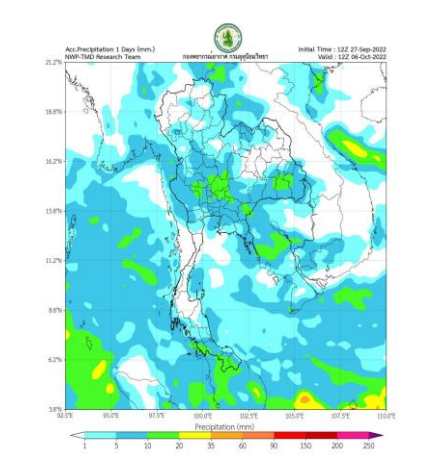 Acc.Precipitation 1 Days (mm.)
NWP-TMD Research Team
กองพยากรณ์อากาศ กรมอุตุนิยมวิทยา
Initial Time : 12Z 27-Sep-2022
Valid : 12Z 06-Oct-2022
21.2°N
18.8°N
16.2°N
13.8°N
11.2°N
8.8°N
6.2°N
3.8°N
92.5°E 95.0°E 97.5°E 100.0°E 102.5°E 105.0°E 107.5°E 110.0°E
Precipitation (mm)
1 5 10 20 35 60 90 150 200 250